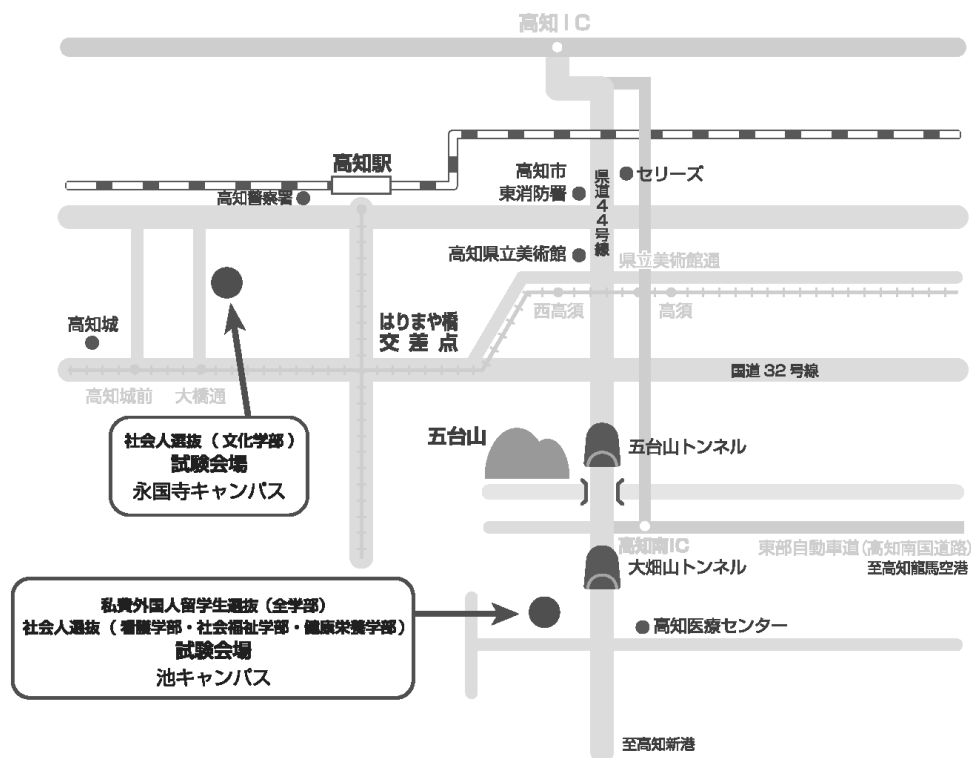 高知IC
高知駅
高知警察署
高知市
東消防署
県道44号線
セリーズ
高知県立美術館
県立美術館通
西高須
高須
はりまや橋
交差点
高知城
高知城前
大橋通
国道32号線
社会人選抜（文化学部）
試験会場
永国寺キャンパス
五台山
五台山トンネル
高知南IC
東部自動車道(高知南国道路)
至高知龍馬空港
大畑山トンネル
私費外国人留学生選抜（全学部）
社会人選抜（看護学部・社会福祉学部・健康栄養学部）
試験会場
池キャンパス
高知医療センター
至高知新港